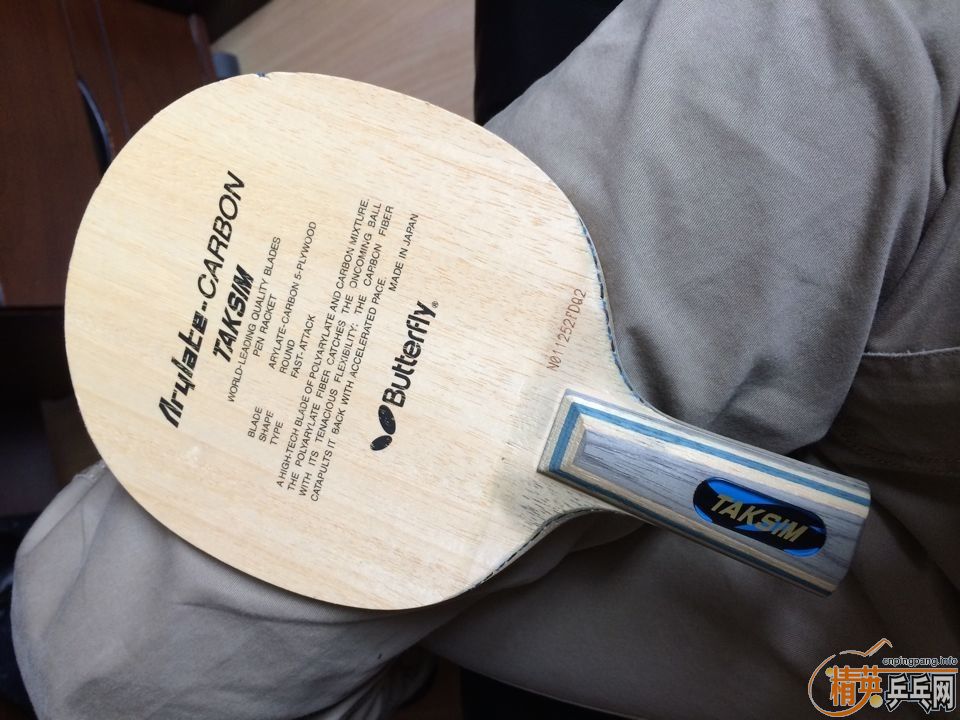 Arylate-CARBON
TAKSIM
WORLD-LEADING QUALITY BLADES
PEN RACKET
BLADE ARYLATE-CARBON 5-PLYWOOD
SHAPE ROUND
TYPE FAST-ATTACK
A HIGH-TECH BLADE OF POLYARYLATE AND CARBON MIXTURE.
THE POLYARYLATE FIBER CATCHES THE ONCOMING BALL
WITH ITS TENACIOUS FLEXIBILITY: THE CARBON FIBER
CATAPULTS IT BACK WITH ACCELERATED PACE.
MADE IN JAPAN
Butterfly®
TAKSIM
cnpingpang.info
精英乒乓网